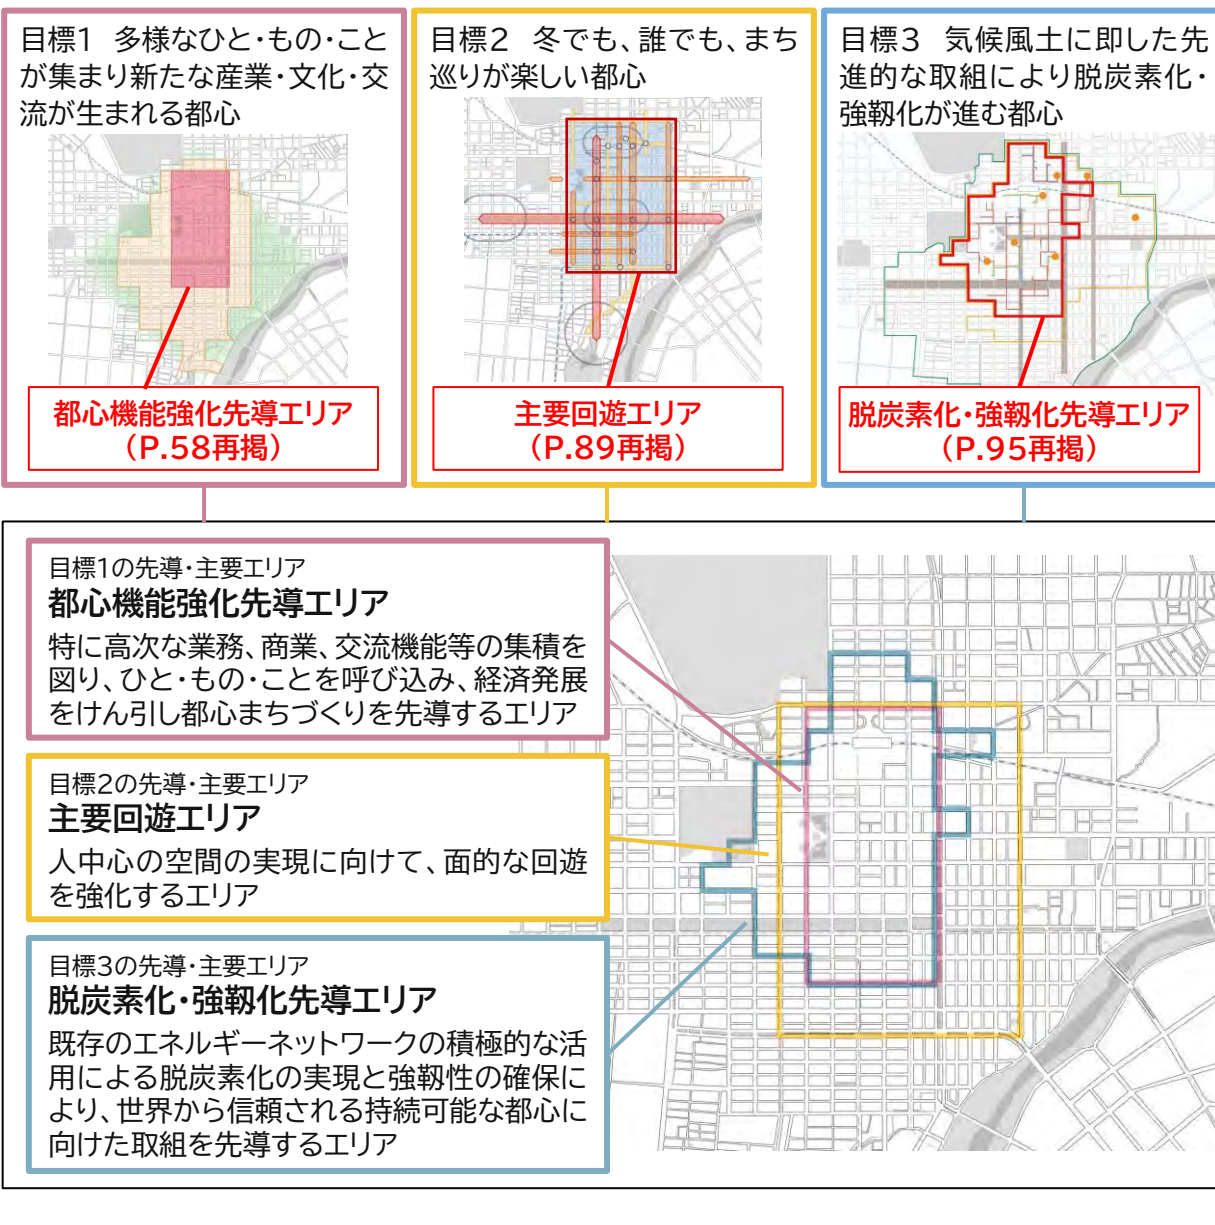 目標1　多様なひと・もの・こと
が集まり新たな産業・文化・交
流が生まれる都心
都心機能強化先導エリア
（P.58再掲）
目標2　冬でも、誰でも、まち
巡りが楽しい都心
主要回遊エリア
（P.89再掲）
目標3　気候風土に即した先
進的な取組により脱炭素化・
強靱化が進む都心
脱炭素化・強靱化先導エリア
（P.95再掲）
目標1の先導・主要エリア
都心機能強化先導エリア
特に高次な業務、商業、交流機能等の集積を
図り、ひと・もの・ことを呼び込み、経済発展
をけん引し都心まちづくりを先導するエリア
目標2の先導・主要エリア
主要回遊エリア
人中心の空間の実現に向けて、面的な回遊
を強化するエリア
目標3の先導・主要エリア
脱炭素化・強靱化先導エリア
既存のエネルギーネットワークの積極的な活
用による脱炭素化の実現と強靱性の確保に
より、世界から信頼される持続可能な都心に
向けた取組を先導するエリア